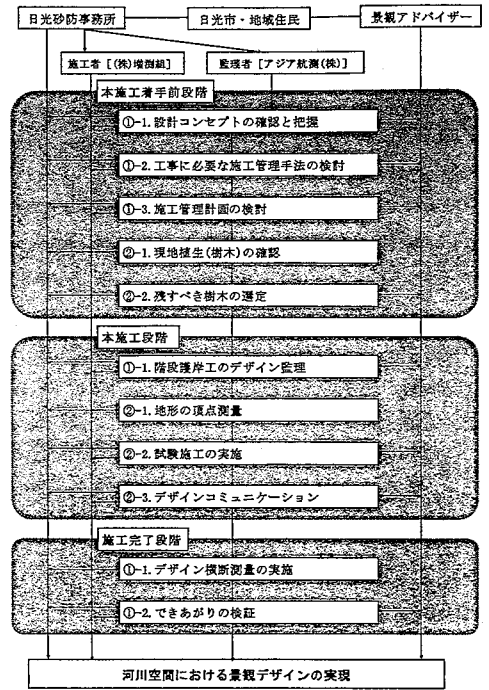 日光砂防事務所
日光市・地域住民
景観アドバイザー
施工者[(株)増渕組]
監理者[アジア航測(株)]
本施工着手前段階
①-1.設計コンセプトの確認と把握
①-2.工事に必要な施工管理手法の検討
①-3.施工管理計画の検討
②-1.現地植生(樹木)の確認
②-2.残すべき樹木の選定
本施工段階
①-1.階段護岸工のデザイン監理
②-1.地形の頂点測量
②-2.試験施工の実施
②-3.デザインコミュニケーション
施工完了段階
①-1.デザイン横断測量の実施
①-2.できあがりの検証
河川空間における景観デザインの実現